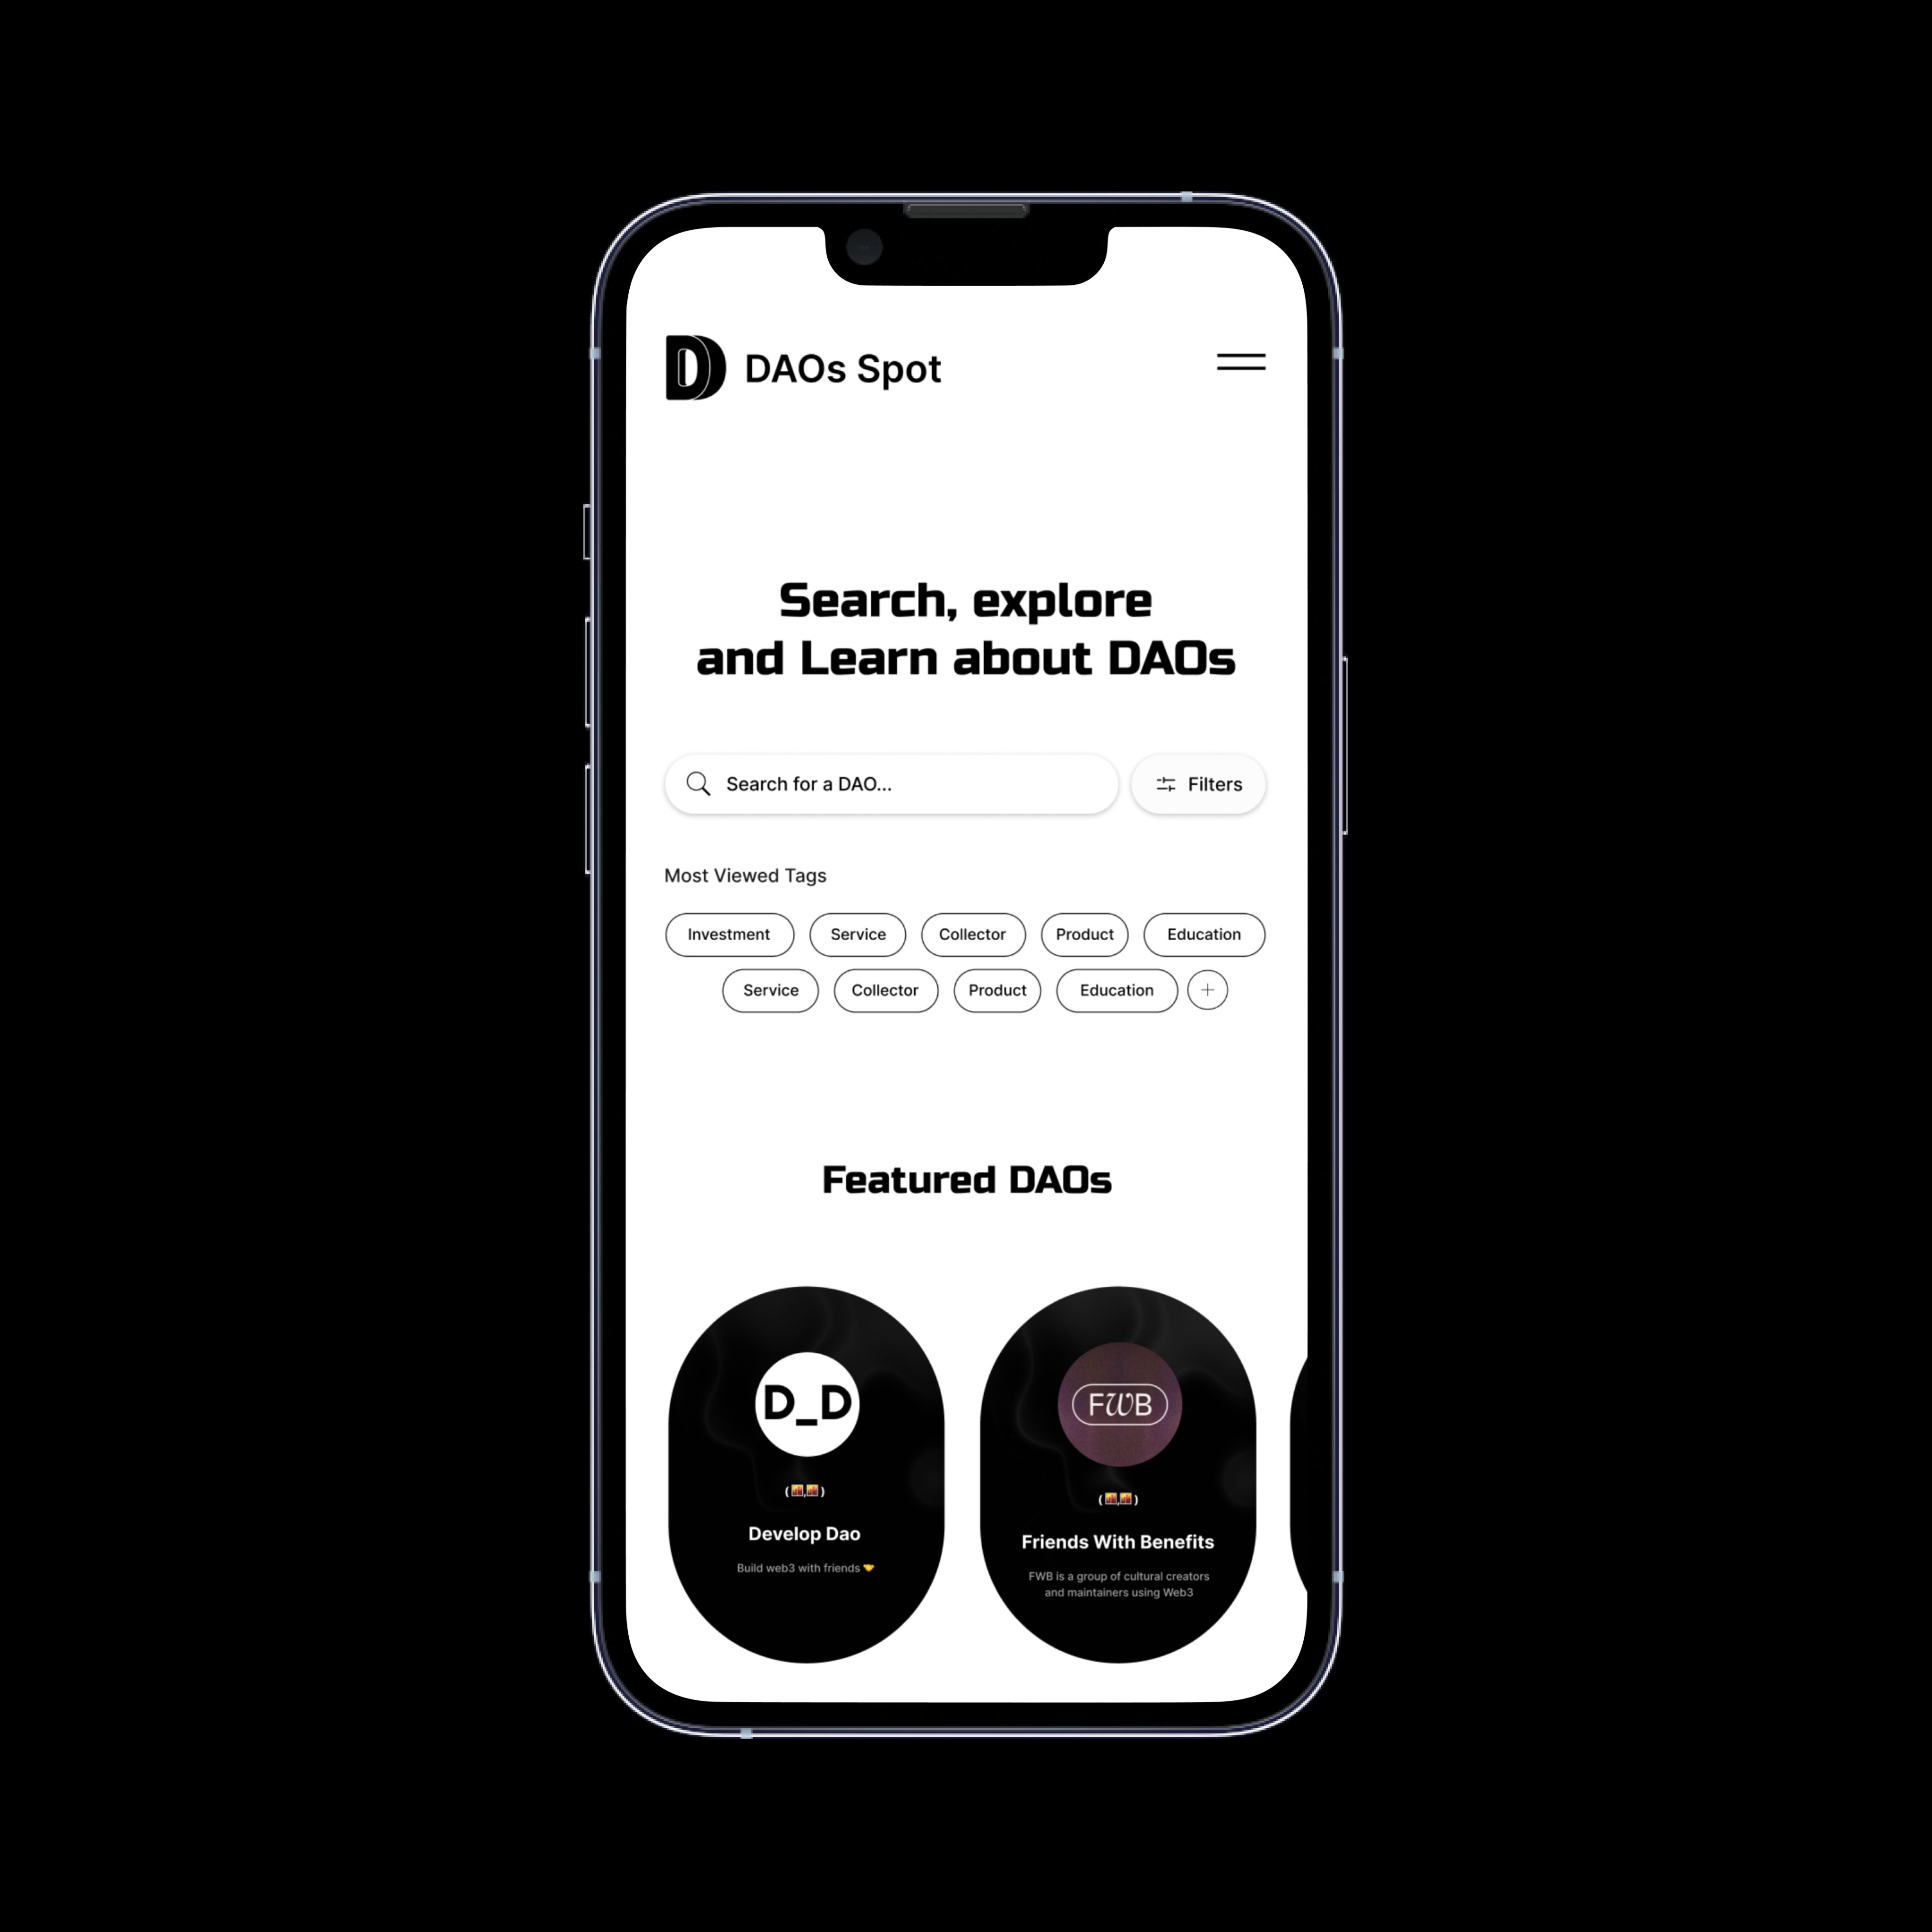 DAOs Spot
Search, explore
and Learn about DAOs
Search for a DAO...
Filters
Most Viewed Tags
Investment Service Collector Product Education
Service Collector Product Education +
Featured DAOs
D_D
FWB
Develop Dao
Build web3 with friends 🤝
Friends With Benefits
FWB is a group of cultural creators
and maintainers using Web3